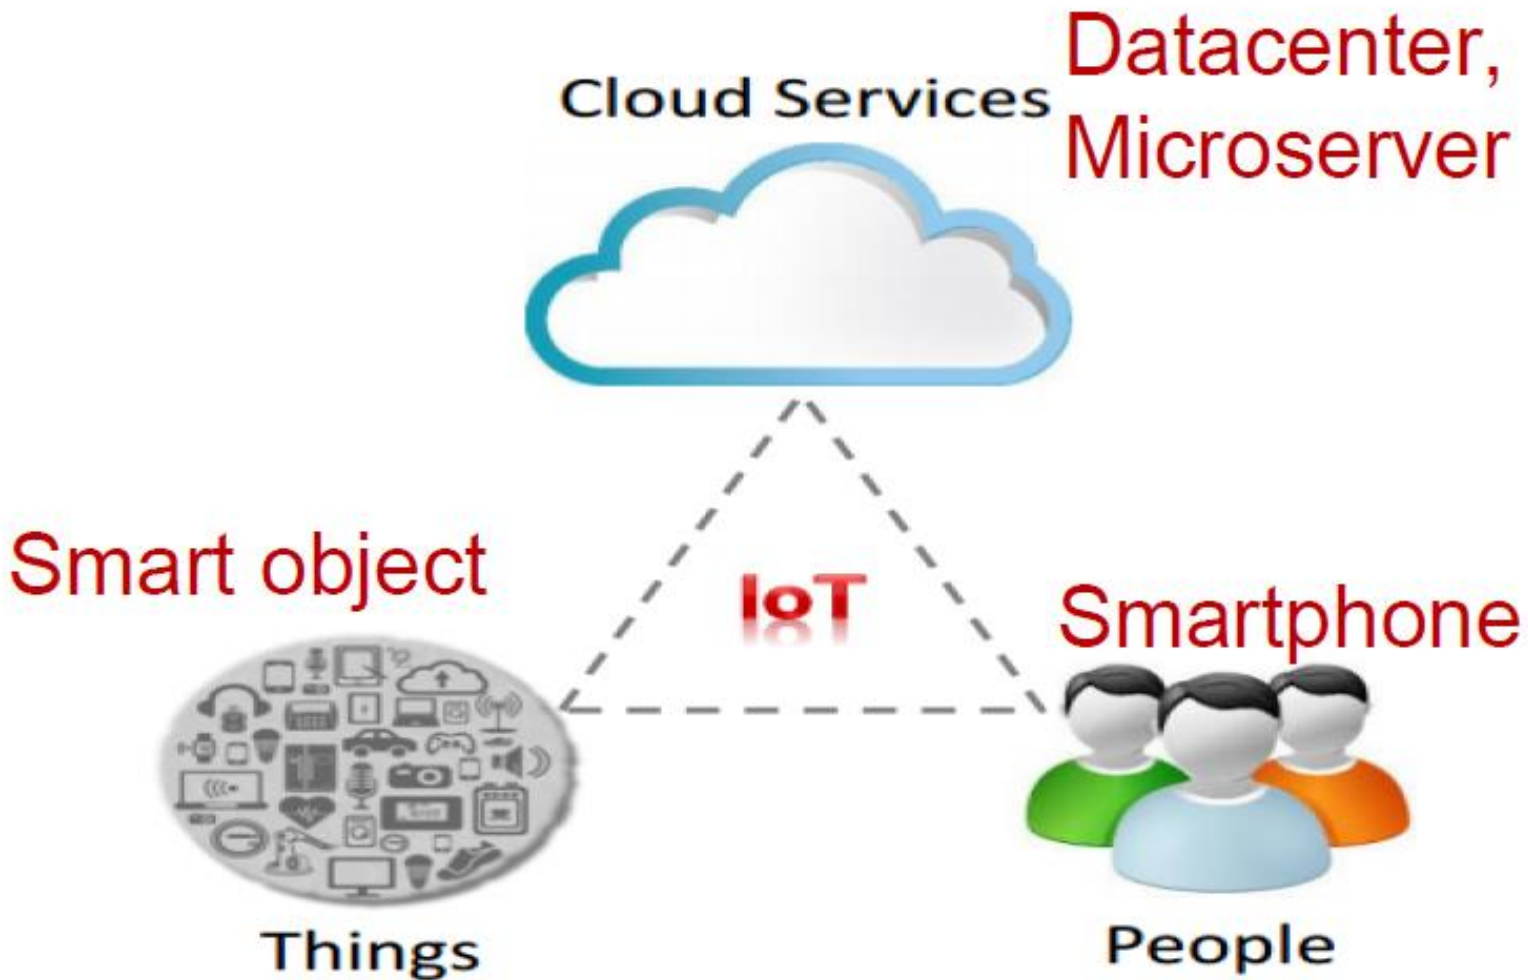 Datacenter,
Cloud Services
Microserver
Smart object
IoT
Smartphone
Things
People